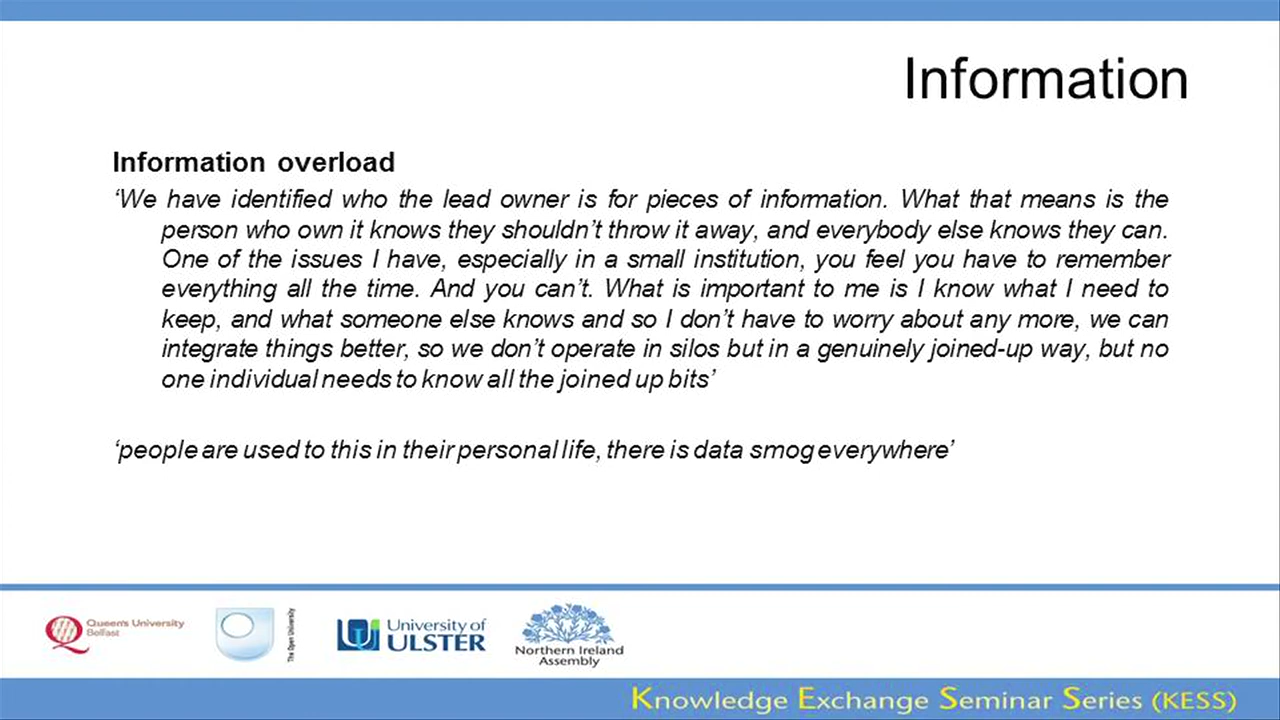 Information
Information overload
‘We have identified who the lead owner is for pieces of information. What that means is the
person who own it knows they shouldn’t throw it away, and everybody else knows they can.
One of the issues I have, especially in a small institution, you feel you have to remember
everything all the time. And you can’t. What is important to me is I know what I need to
keep, and what someone else knows and so I don’t have to worry about any more, we can
integrate things better, so we don’t operate in silos but in a genuinely joined-up way, but no
one individual needs to know all the joined up bits’
‘people are used to this in their personal life, there is data smog everywhere’
Queen's University
Belfast
The Open University
University of
ULSTER
Northern Ireland
Assembly
Knowledge Exchange Seminar Series (KESS)